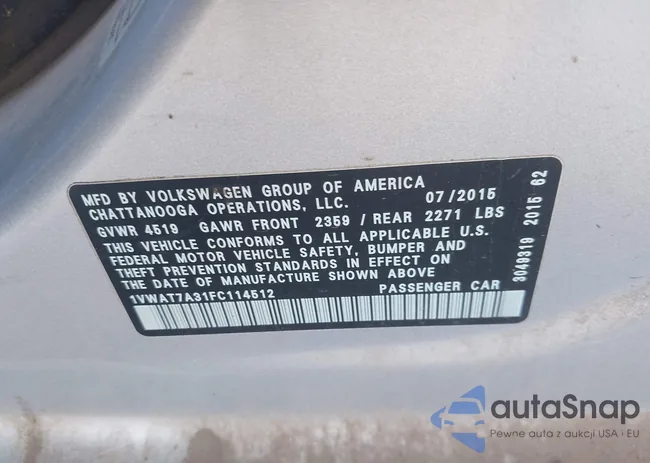 MFD BY VOLKSWAGEN GROUP OF AMERICA
CHATTANOOGA OPERATIONS, LLC. 07/2015
GVWR 4519 GAWR FRONT 2359 / REAR 2271 LBS
THIS VEHICLE CONFORMS TO ALL APPLICABLE U.S.
FEDERAL MOTOR VEHICLE SAFETY, BUMPER AND
THEFT PREVENTION STANDARDS IN EFFECT ON
THE DATE OF MANUFACTURE SHOWN ABOVE
1VWAT7A31FC114512 PASSENGER CAR
3049319 2015 62
autoSnap
Pewne auta z aukcji USA i EU